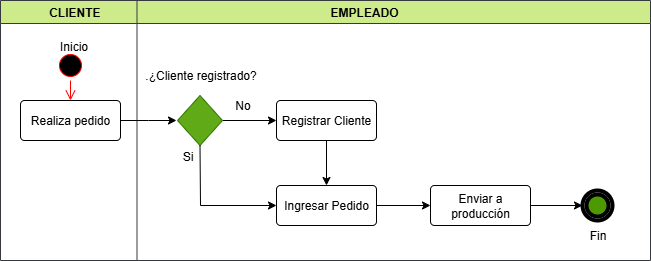 CLIENTE
EMPLEADO
Inicio
.¿Cliente registrado?
Realiza pedido
No
Registrar Cliente
Si
Ingresar Pedido
Enviar a
producción
Fin